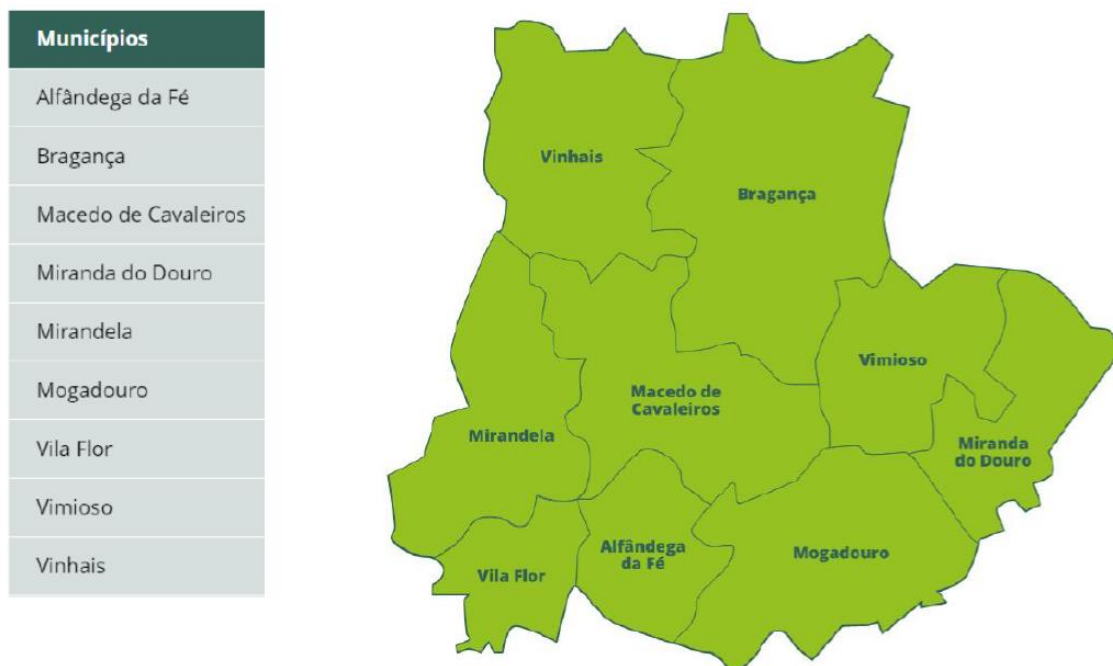 Municípios
Alfândega da Fé
Bragança
Macedo de Cavaleiros
Miranda do Douro
Mirandela
Mogadouro
Vila Flor
Vimioso
Vinhais
Vinhais
Bragança
Vimioso
Macedo de
Cavaleiros
Mirandela
Miranda
do Douro
Alfândega
da Fé
Mogadouro
Vila Flor